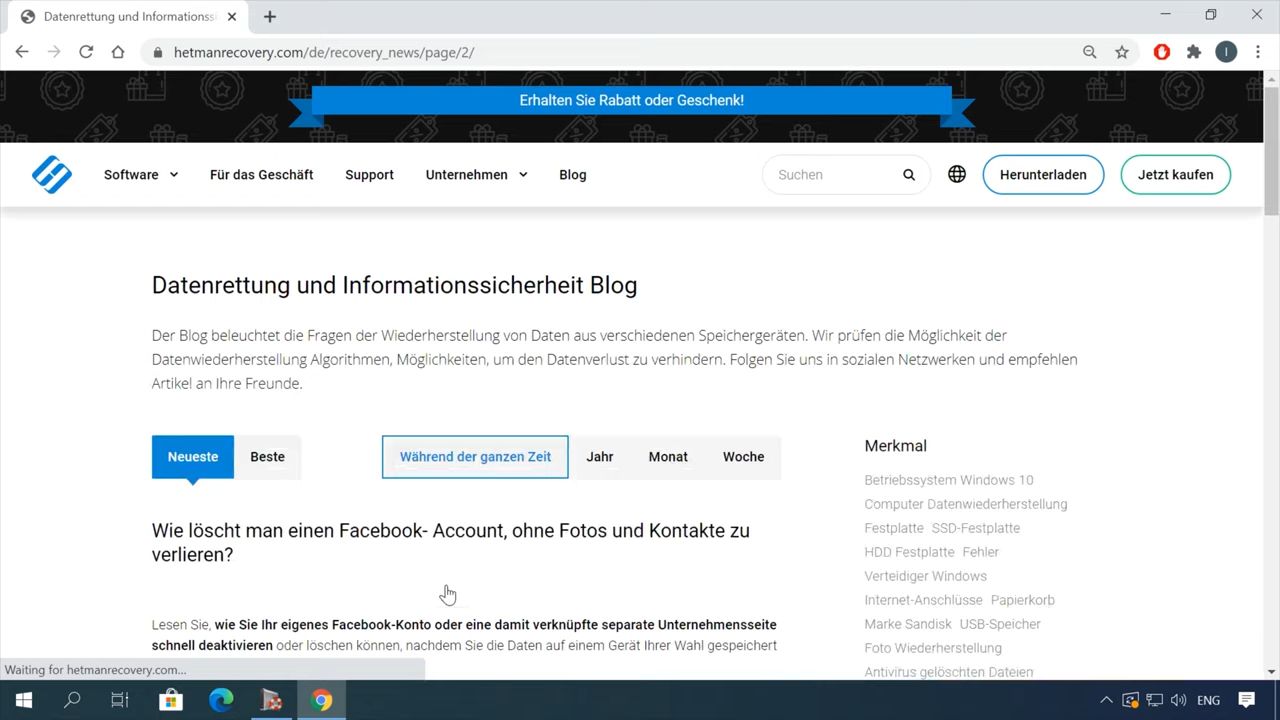 Datenrettung und Informationss
hetmanrecovery.com/de/recovery_news/page/2/
I
Erhalten Sie Rabatt oder Geschenk!
Software
Für das Geschäft
Support
Unternehmen
Blog
Suchen
Herunterladen
Jetzt kaufen
Datenrettung und Informationssicherheit Blog
Der Blog beleuchtet die Fragen der Wiederherstellung von Daten aus verschiedenen Speichergeräten. Wir prüfen die Möglichkeit der
Datenwiederherstellung Algorithmen, Möglichkeiten, um den Datenverlust zu verhindern. Folgen Sie uns in sozialen Netzwerken und empfehlen
Artikel an Ihre Freunde.
Neueste
Beste
Während der ganzen Zeit
Jahr
Monat
Woche
Wie löscht man einen Facebook- Account, ohne Fotos und Kontakte zu
verlieren?
Lesen Sie, wie Sie Ihr eigenes Facebook-Konto oder eine damit verknüpfte separate Unternehmensseite
schnell deaktivieren oder löschen können, nachdem Sie die Daten auf einem Gerät Ihrer Wahl gespeichert
Merkmal
Betriebssystem Windows 10
Computer Datenwiederherstellung
Festplatte SSD-Festplatte
HDD Festplatte Fehler
Verteidiger Windows
Internet-Anschlüsse Papierkorb
Marke Sandisk USB-Speicher
Foto Wiederherstellung
Antivirus gelöschten Dateien
Waiting for hetmanrecovery.com...
ENG